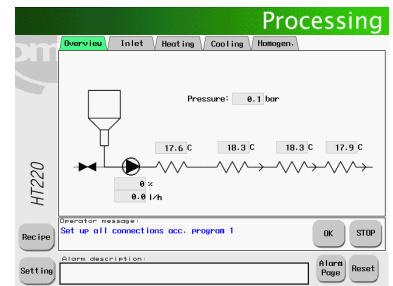 Processing
Overview Inlet Heating Cooling Homogen.
om
Pressure: 0.1 bar
17.6 C 18.3 C 18.3 C 17.9 C
0 %
0.0 l/h
HT220
Operator message:
Set up all connections acc. program 1
Recipe OK STOP
Alarm description:
Setting Alarm Page Reset